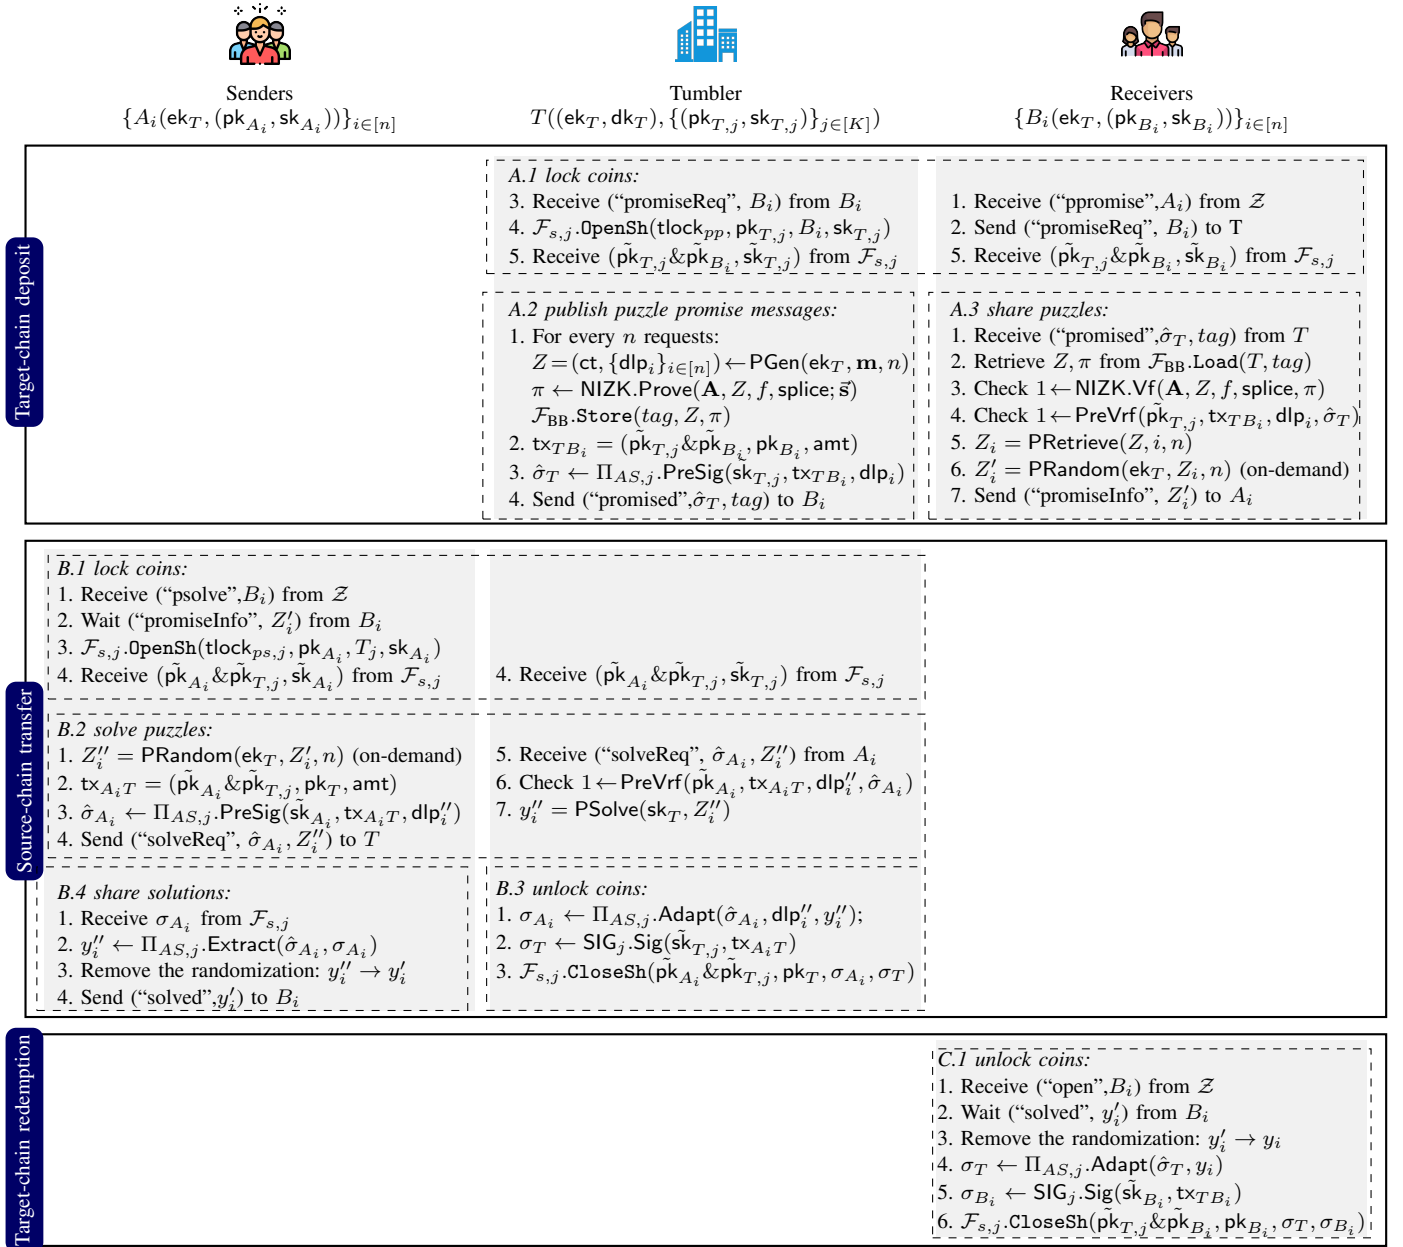 Senders
Tumbler
Receivers
{A_i(ek_T, (pk_{A_i}, sk_{A_i}))}_{i∈[n]}
T((ek_T, dk_T), {(pk_{T,j}, sk_{T,j})}_{j∈[K]})
{B_i(ek_T, (pk_{B_i}, sk_{B_i}))}_{i∈[n]}
Target-chain deposit
A.1 lock coins:
3. Receive (“promiseReq”, B_i) from B_i
4. F_{s,j}.OpenSh(tlock_{pp}, pk_{T,j}, B_i, sk_{T,j})
5. Receive (p̃k_{T,j}&p̃k_{B_i}, s̃k_{T,j}) from F_{s,j}
1. Receive (“ppromise”,A_i) from Z
2. Send (“promiseReq”, B_i) to T
5. Receive (p̃k_{T,j}&p̃k_{B_i}, s̃k_{B_i}) from F_{s,j}
A.2 publish puzzle promise messages:
1. For every n requests:
Z=(ct, {dlp_i}_{i∈[n]})←PGen(ek_T, m, n)
π ← NIZK.Prove(A, Z, f, splice; s⃗)
F_BB.Store(tag, Z, π)
2. tx_{TB_i} = (p̃k_{T,j}&p̃k_{B_i}, pk_{B_i}, amt)
3. σ̂_T ← Π_{AS,j}.PreSig(s̃k_{T,j}, tx_{TB_i}, dlp_i)
4. Send (“promised”,σ̂_T, tag) to B_i
A.3 share puzzles:
1. Receive (“promised”,σ̂_T, tag) from T
2. Retrieve Z, π from F_BB.Load(T, tag)
3. Check 1←NIZK.Vf(A, Z, f, splice, π)
4. Check 1←PreVrf(p̃k_{T,j}, tx_{TB_i}, dlp_i, σ̂_T)
5. Z_i = PRetrieve(Z, i, n)
6. Z′_i = PRandom(ek_T, Z_i, n) (on-demand)
7. Send (“promiseInfo”, Z′_i) to A_i
Source-chain transfer
B.1 lock coins:
1. Receive (“psolve”,B_i) from Z
2. Wait (“promiseInfo”, Z′_i) from B_i
3. F_{s,j}.OpenSh(tlock_{ps,j}, pk_{A_i}, T_j, sk_{A_i})
4. Receive (p̃k_{A_i}&p̃k_{T,j}, s̃k_{A_i}) from F_{s,j}
4. Receive (p̃k_{A_i}&p̃k_{T,j}, s̃k_{T,j}) from F_{s,j}
B.2 solve puzzles:
1. Z″_i = PRandom(ek_T, Z′_i, n) (on-demand)
2. tx_{A_iT} = (p̃k_{A_i}&p̃k_{T,j}, pk_T, amt)
3. σ̂_{A_i} ← Π_{AS,j}.PreSig(s̃k_{A_i}, tx_{A_iT}, dlp″_i)
4. Send (“solveReq”, σ̂_{A_i}, Z″_i) to T
5. Receive (“solveReq”, σ̂_{A_i}, Z″_i) from A_i
6. Check 1←PreVrf(p̃k_{A_i}, tx_{A_iT}, dlp″_i, σ̂_{A_i})
7. y″_i = PSolve(sk_T, Z″_i)
B.4 share solutions:
1. Receive σ_{A_i} from F_{s,j}
2. y″_i ← Π_{AS,j}.Extract(σ̂_{A_i}, σ_{A_i})
3. Remove the randomization: y″_i → y′_i
4. Send (“solved”,y′_i) to B_i
B.3 unlock coins:
1. σ_{A_i} ← Π_{AS,j}.Adapt(σ̂_{A_i}, dlp″_i, y″_i);
2. σ_T ← SIG_j.Sig(s̃k_{T,j}, tx_{A_iT})
3. F_{s,j}.CloseSh(p̃k_{A_i}&p̃k_{T,j}, pk_T, σ_{A_i}, σ_T)
Target-chain redemption
C.1 unlock coins:
1. Receive (“open”,B_i) from Z
2. Wait (“solved”, y′_i) from B_i
3. Remove the randomization: y′_i → y_i
4. σ_T ← Π_{AS,j}.Adapt(σ̂_T, y_i)
5. σ_{B_i} ← SIG_j.Sig(s̃k_{B_i}, tx_{TB_i})
6. F_{s,j}.CloseSh(p̃k_{T,j}&p̃k_{B_i}, pk_{B_i}, σ_T, σ_{B_i})